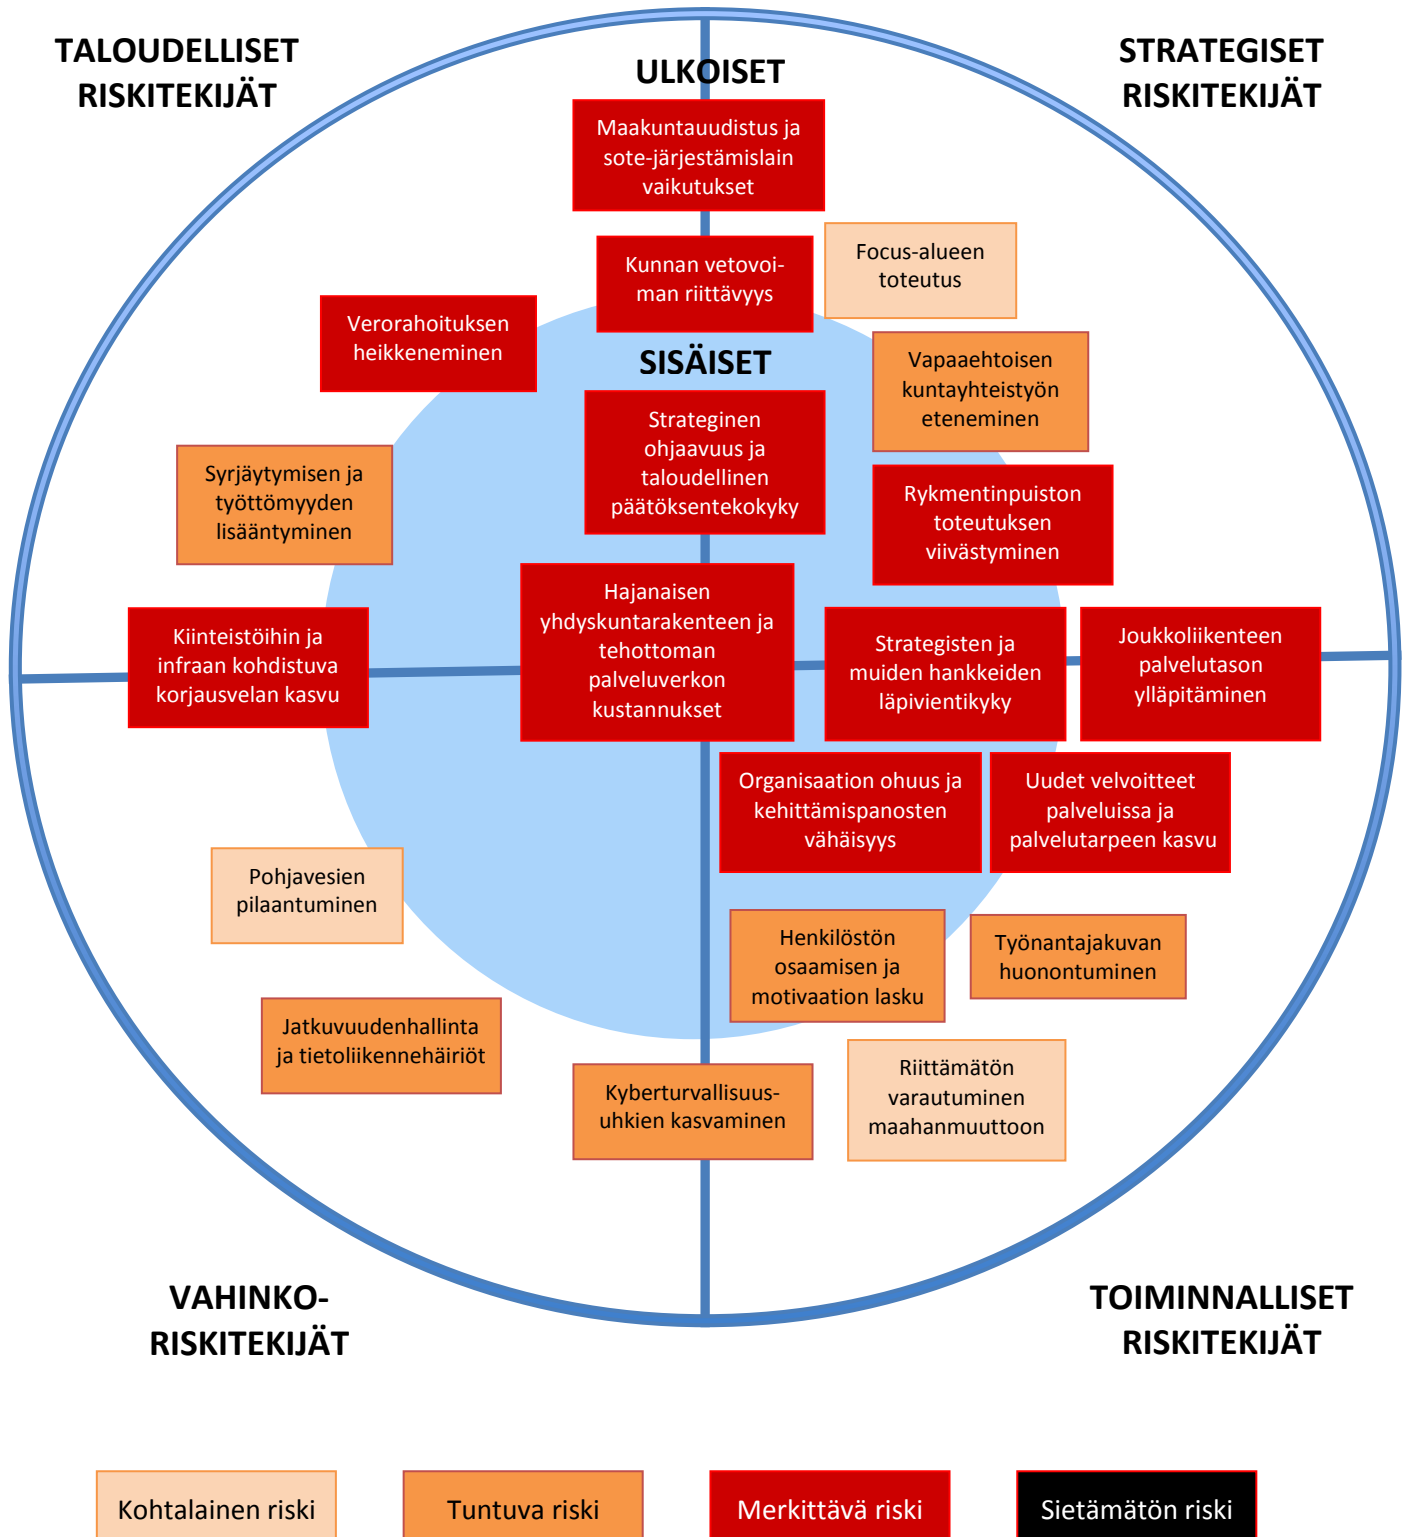 TALOUDELLISET
RISKITEKIJÄT
STRATEGISET
RISKITEKIJÄT
ULKOISET
Maakuntauudistus ja
sote-järjestämislain
vaikutukset
Kunnan vetovoi-
man riittävyys
Focus-alueen
toteutus
Verorahoituksen
heikkeneminen
SISÄISET
Vapaaehtoisen
kuntayhteistyön
eteneminen
Strateginen
ohjaavuus ja
taloudellinen
päätöksentekokyky
Syrjäytymisen ja
työttömyyden
lisääntyminen
Rykmentinpuiston
toteutuksen
viivästyminen
Hajanaisen
yhdyskuntarakenteen ja
tehottoman
palveluverkon
kustannukset
Kiinteistöihin ja
infraan kohdistuva
korjausvelan kasvu
Strategisten ja
muiden hankkeiden
läpivientikyky
Joukkoliikenteen
palvelutason
ylläpitäminen
Organisaation ohuus ja
kehittämispanosten
vähäisyys
Uudet velvoitteet
palveluissa ja
palvelutarpeen kasvu
Pohjavesien
pilaantuminen
Henkilöstön
osaamisen ja
motivaation lasku
Työnantajakuvan
huonontuminen
Jatkuvuudenhallinta
ja tietoliikennehäiriöt
Kyberturvallisuus-
uhkien kasvaminen
Riittämätön
varautuminen
maahanmuuttoon
VAHINKO-
RISKITEKIJÄT
TOIMINNALLISET
RISKITEKIJÄT
Kohtalainen riski
Tuntuva riski
Merkittävä riski
Sietämätön riski